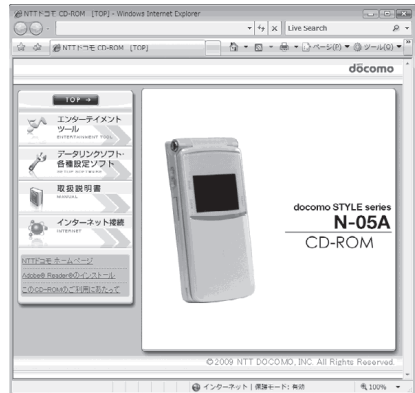 NTTドコモ CD-ROM [TOP] - Windows Internet Explorer
Live Search
NTTドコモ CD-ROM [TOP]
ページ(P)
ツール(O)
döcomo
TOP
エンターテイメント
ツール
ENTERTAINMENT TOOL
データリンクソフト・
各種設定ソフト
SETUP SOFTWARE
取扱説明書
MANUAL
インターネット接続
INTERNET
NTTドコモ ホームページ
Adobe® Reader®のインストール
このCD-ROMのご利用にあたって
docomo STYLE series
N-05A
CD-ROM
©2009 NTT DOCOMO, INC. All Rights Reserved.
インターネット | 保護モード: 有効
100%